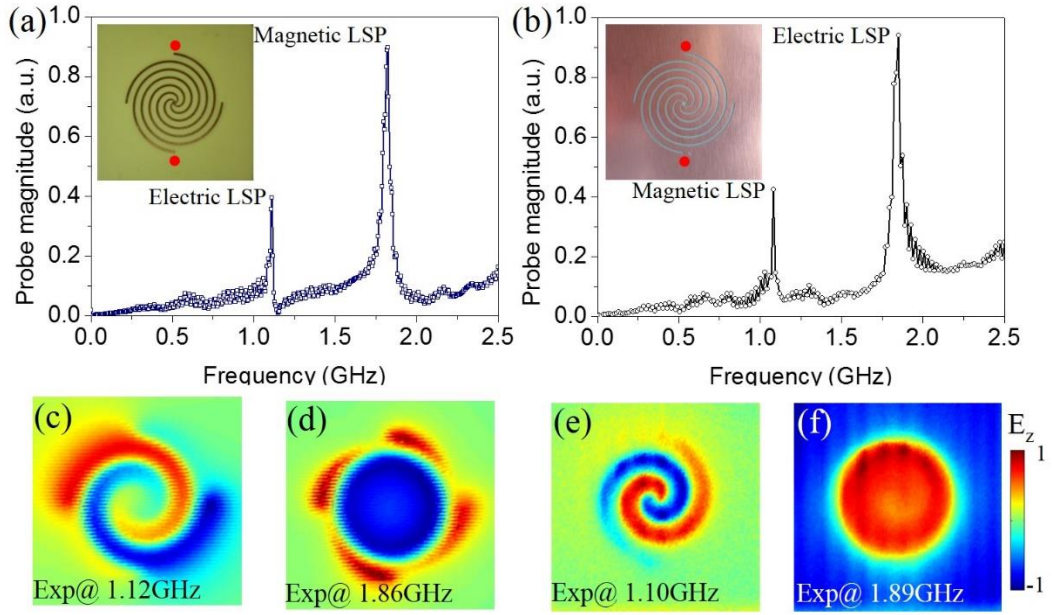 (a)
Magnetic LSP
Electric LSP
Probe magnitude (a.u.)
1.0
0.8
0.6
0.4
0.2
0.0
0.0 0.5 1.0 1.5 2.0 2.5
Frequency (GHz)
(b)
Electric LSP
Magnetic LSP
Probe magnitude (a.u.)
1.0
0.8
0.6
0.4
0.2
0.0
0.0 0.5 1.0 1.5 2.0 2.5
Frequency (GHz)
(c)
Exp@ 1.12GHz
(d)
Exp@ 1.86GHz
(e)
Exp@ 1.10GHz
(f)
Exp@ 1.89GHz
E_z
1
-1